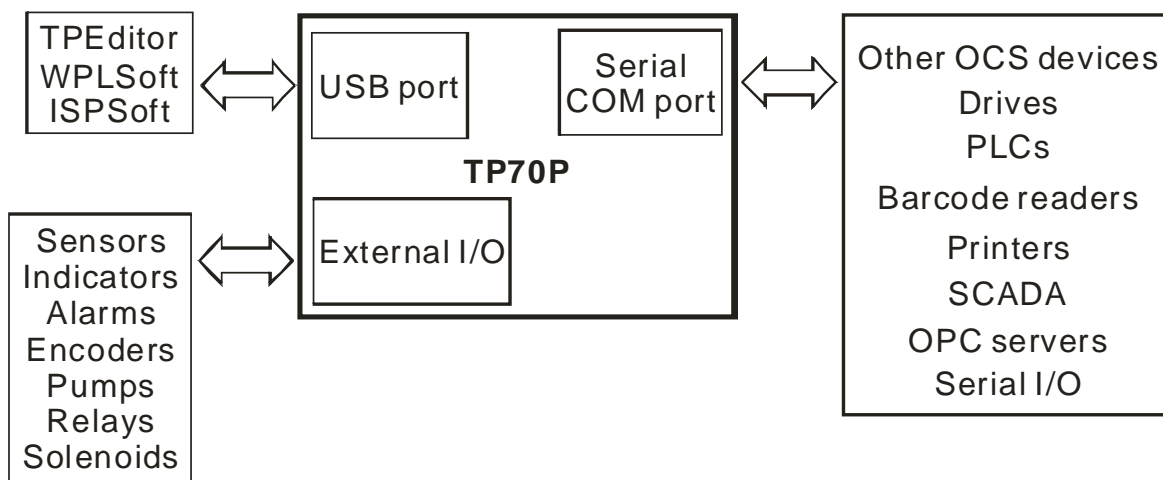 TPEditor
WPLSoft
ISPSoft
USB port
Serial
COM port
TP70P
External I/O
Sensors
Indicators
Alarms
Encoders
Pumps
Relays
Solenoids
Other OCS devices
Drives
PLCs
Barcode readers
Printers
SCADA
OPC servers
Serial I/O